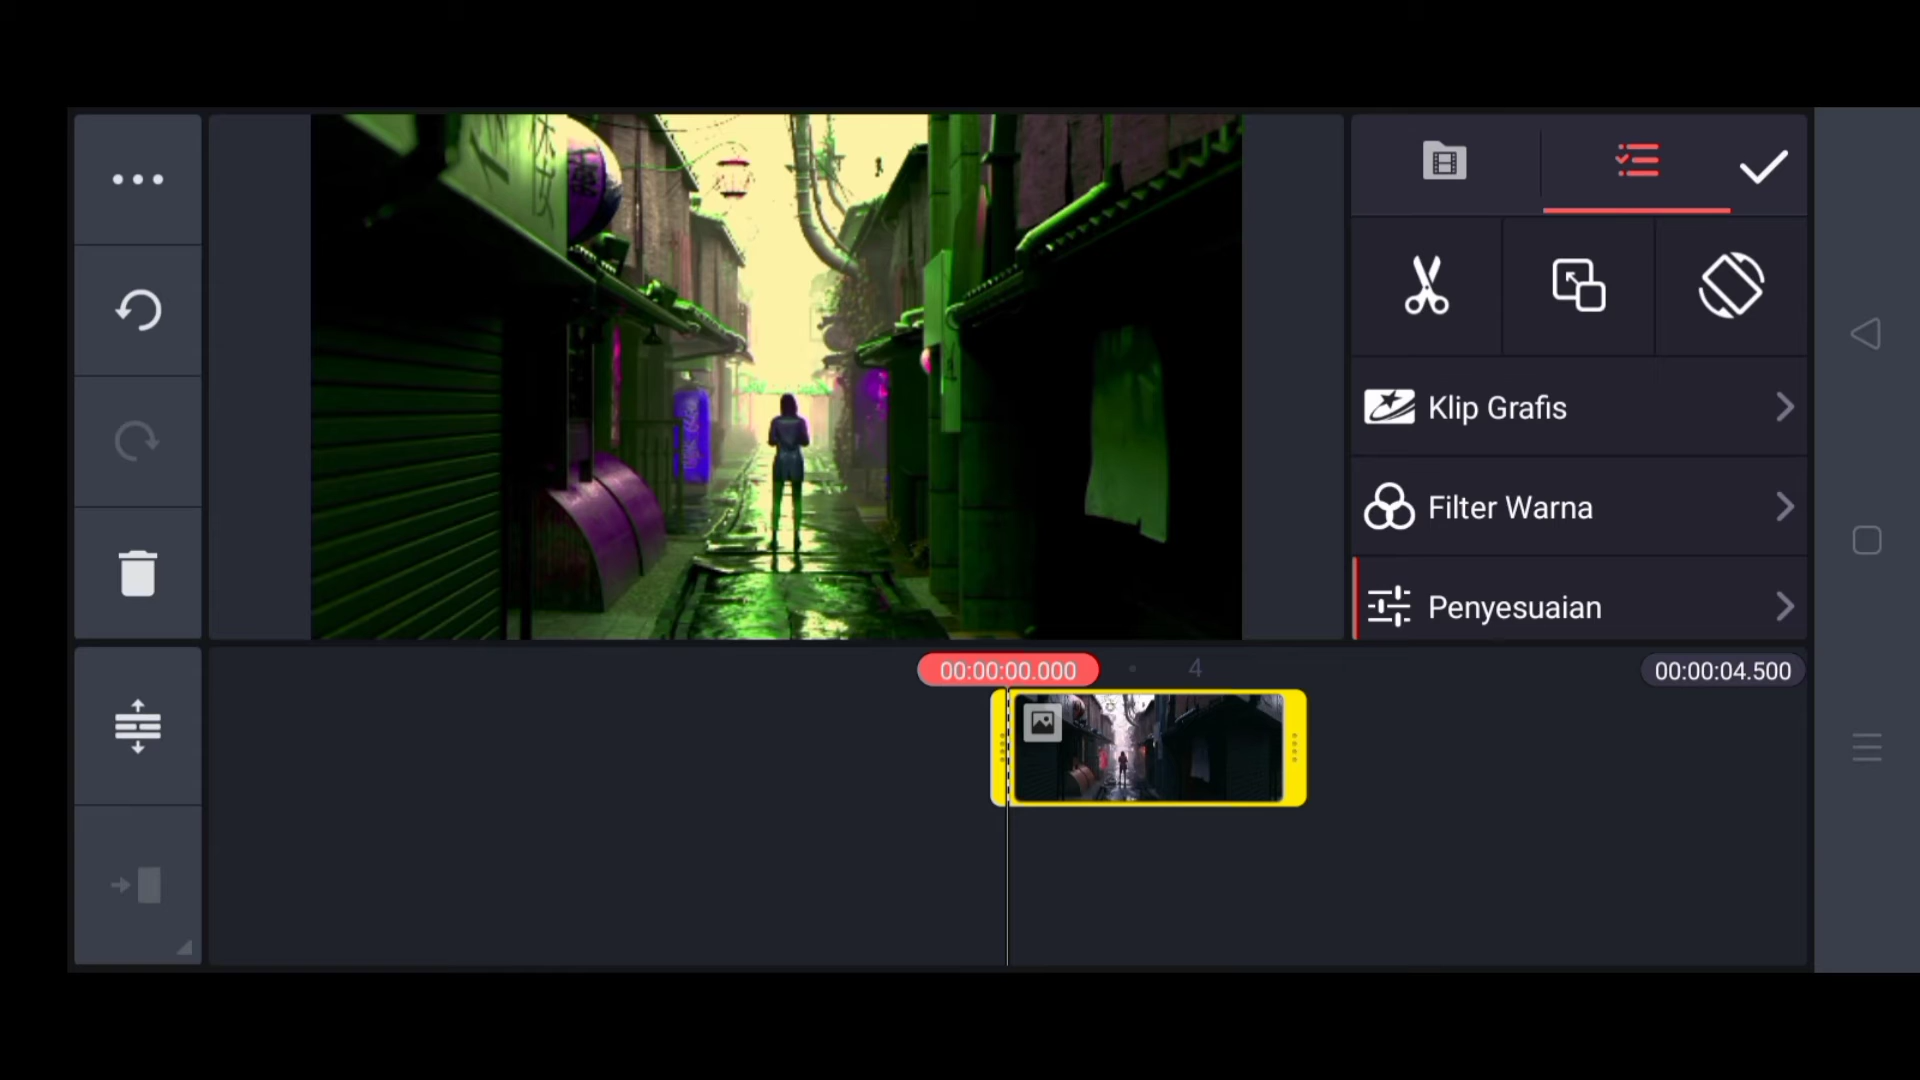 Klip Grafis
Filter Warna
Penyesuaian
00:00:00.000
4
00:00:04.500